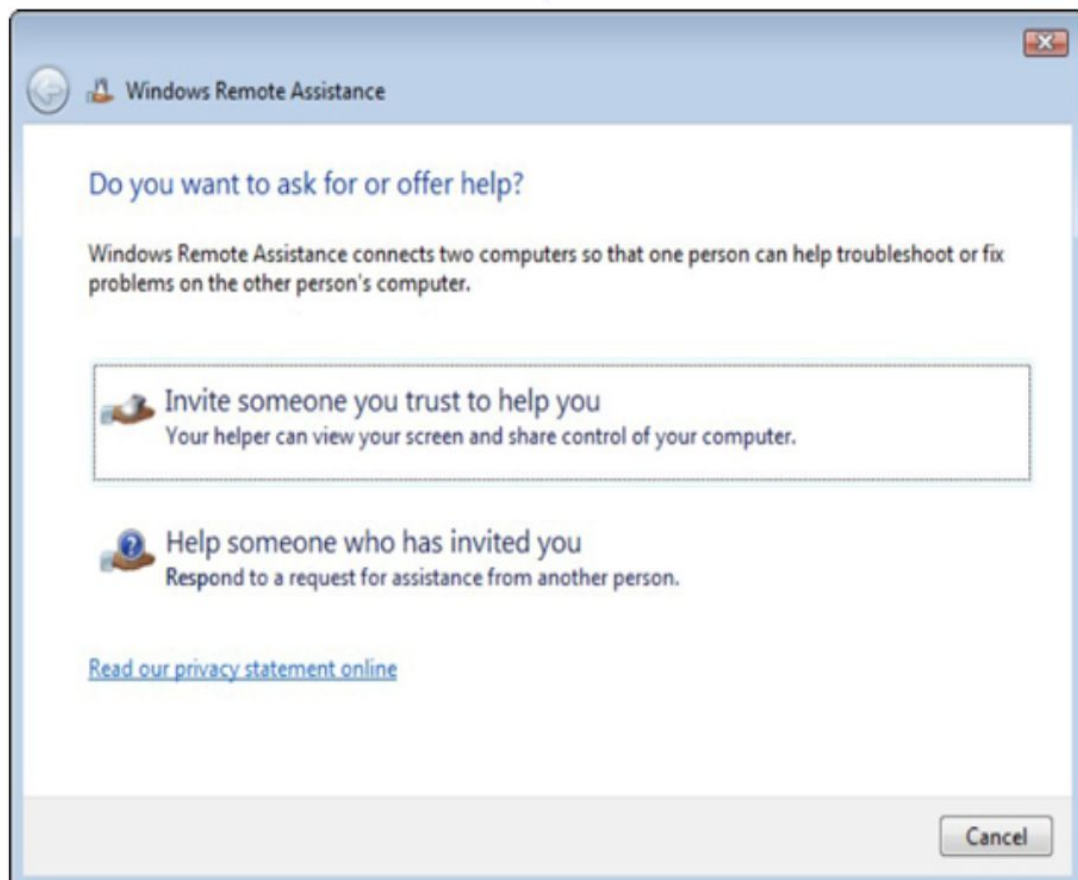 Windows Remote Assistance
Do you want to ask for or offer help?
Windows Remote Assistance connects two computers so that one person can help troubleshoot or fix
problems on the other person's computer.
Invite someone you trust to help you
Your helper can view your screen and share control of your computer.
Help someone who has invited you
Respond to a request for assistance from another person.
Read our privacy statement online
Cancel